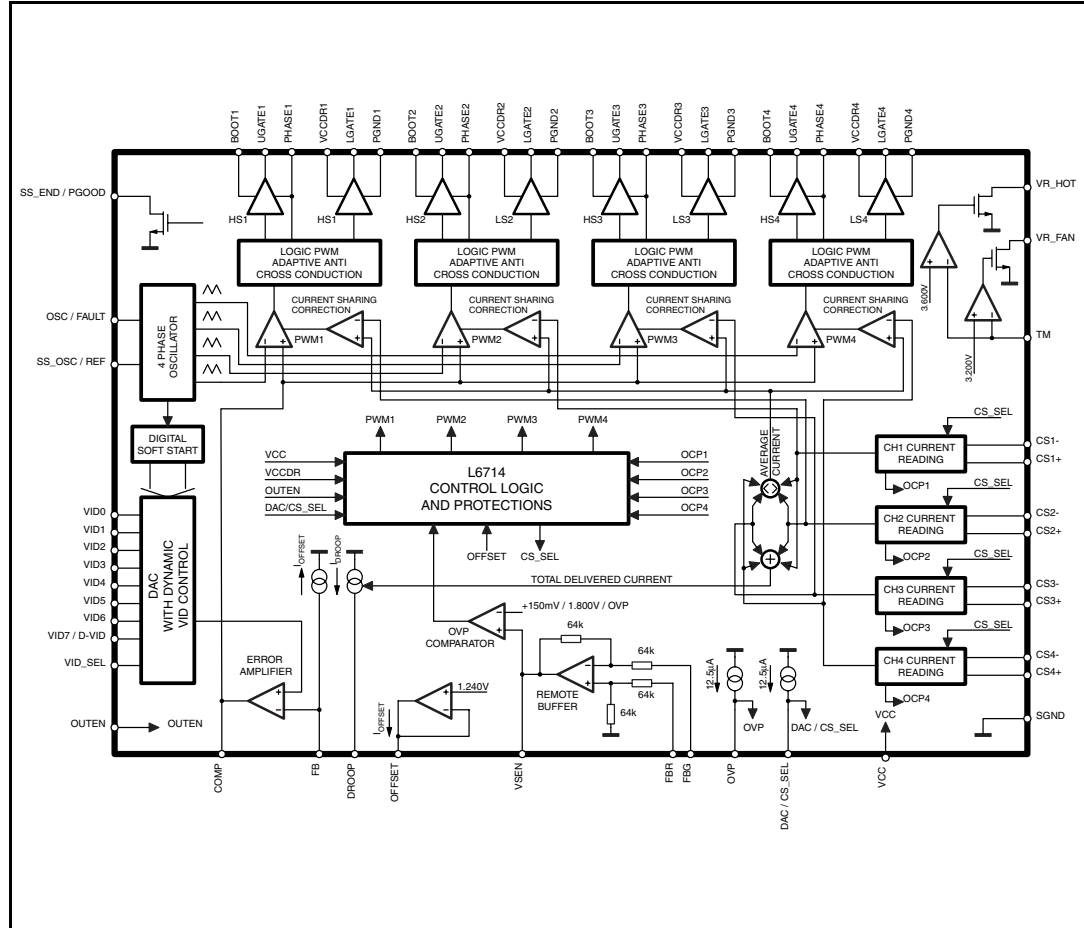 BOOT1
UGATE1
PHASE1
VCCDR1
LGATE1
PGND1
BOOT2
UGATE2
PHASE2
VCCDR2
LGATE2
PGND2
BOOT3
UGATE3
PHASE3
VCCDR3
LGATE3
PGND3
BOOT4
UGATE4
PHASE4
VCCDR4
LGATE4
PGND4
SS_END / PGOOD
HS1
HS1
HS2
LS2
HS3
LS3
HS4
LS4
VR_HOT
VR_FAN
LOGIC PWM
ADAPTIVE ANTI
CROSS CONDUCTION
LOGIC PWM
ADAPTIVE ANTI
CROSS CONDUCTION
LOGIC PWM
ADAPTIVE ANTI
CROSS CONDUCTION
LOGIC PWM
ADAPTIVE ANTI
CROSS CONDUCTION
3.600V
3.200V
TM
OSC / FAULT
SS_OSC / REF
4 PHASE
OSCILLATOR
CURRENT SHARING
CORRECTION
PWM1
CURRENT SHARING
CORRECTION
PWM2
CURRENT SHARING
CORRECTION
PWM3
CURRENT SHARING
CORRECTION
PWM4
DIGITAL
SOFT START
PWM1
PWM2
PWM3
PWM4
VCC
VCCDR
OUTEN
DAC/CS_SEL
L6714
CONTROL LOGIC
AND PROTECTIONS
OCP1
OCP2
OCP3
OCP4
OFFSET
CS_SEL
AVERAGE
CURRENT
CS_SEL
CH1 CURRENT
READING
CS1-
CS1+
OCP1
CS_SEL
CH2 CURRENT
READING
CS2-
CS2+
OCP2
CS_SEL
CH3 CURRENT
READING
CS3-
CS3+
OCP3
CS_SEL
CH4 CURRENT
READING
CS4-
CS4+
OCP4
VID0
VID1
VID2
VID3
VID4
VID5
VID6
VID7 / D-VID
VID_SEL
DAC
WITH DYNAMIC
VID CONTROL
IOFFSET
IDROOP
TOTAL DELIVERED CURRENT
+150mV / 1.800V / OVP
OVP
COMPARATOR
64k
64k
64k
64k
REMOTE
BUFFER
ERROR
AMPLIFIER
1.240V
IOFFSET
12.5µA
12.5µA
OVP
DAC / CS_SEL
VCC
SGND
OUTEN
OUTEN
COMP
FB
DROOP
OFFSET
VSEN
FBR
FBG
OVP
DAC / CS_SEL
VCC